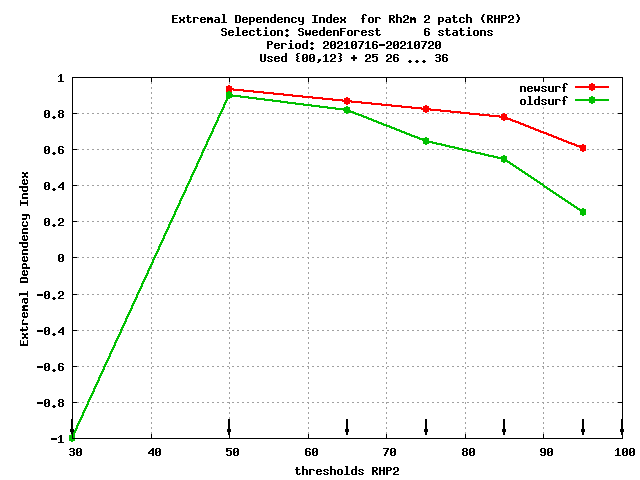 Extremal Dependency Index  for Rh2m 2 patch (RHP2)
Selection: SwedenForest      6 stations
Period: 20210716-20210720
Used {00,12} + 25 26 ... 36
newsurf
oldsurf
1
0.8
0.6
0.4
0.2
0
-0.2
-0.4
-0.6
-0.8
-1
Extremal Dependency Index
30 40 50 60 70 80 90 100
thresholds RHP2